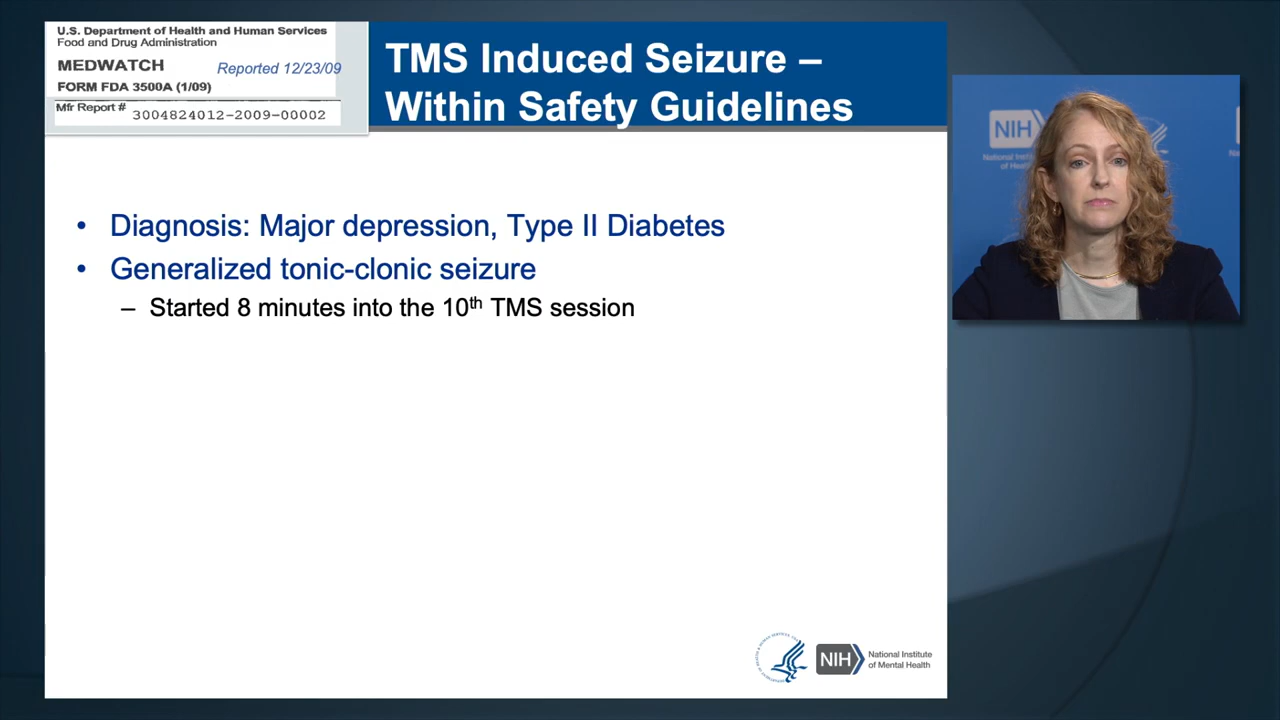 U.S. Department of Health and Human Services
Food and Drug Administration
MEDWATCH
Reported 12/23/09
FORM FDA 3500A (1/09)
Mfr Report #
3004824012-2009-00002
TMS Induced Seizure –
Within Safety Guidelines
• Diagnosis: Major depression, Type II Diabetes
• Generalized tonic-clonic seizure
– Started 8 minutes into the 10th TMS session
NIH
National Institute
of Mental Health
NIH
of Health